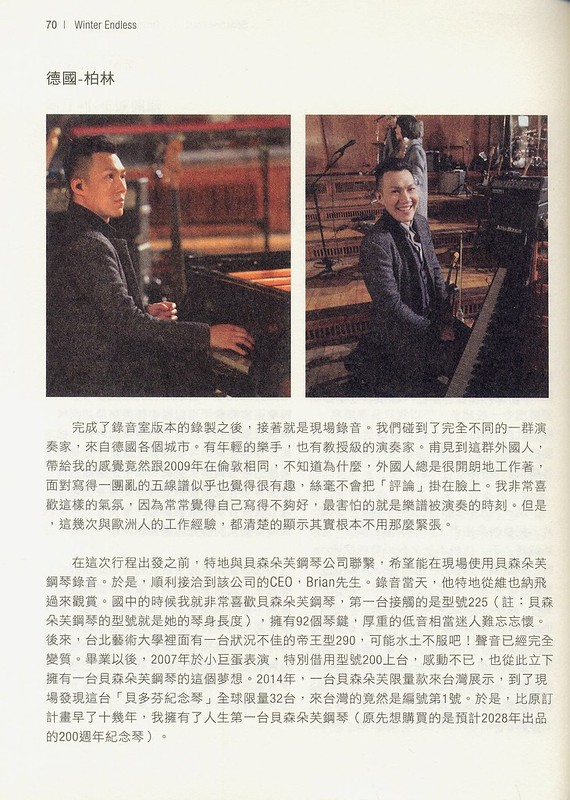 70 | Winter Endless
德國-柏林
完成了錄音室版本的錄製之後，接著就是現場錄音。我們碰到了完全不同的一群演
奏家，來自德國各個城市。有年輕的樂手，也有教授級的演奏家。甫見到這群外國人，
帶給我的感覺竟然跟2009年在倫敦相同，不知道為什麼，外國人總是很開朗地工作著，
面對寫得一團亂的五線譜似乎也覺得很有趣，絲毫不會把「評論」掛在臉上。我非常喜
歡這樣的氣氛，因為常常覺得自己寫得不夠好，最害怕的就是樂譜被演奏的時刻。但是
，這幾次與歐洲人的工作經驗，都清楚的顯示其實根本不用那麼緊張。
在這次行程出發之前，特地與貝森朵芙鋼琴公司聯繫，希望能在現場使用貝森朵芙
鋼琴錄音。於是，順利接洽到該公司的CEO，Brian先生。錄音當天，他特地從維也納飛
過來觀賞。國中的時候我就非常喜歡貝森朵芙鋼琴，第一台接觸的是型號225（註：貝森
朵芙鋼琴的型號就是她的琴身長度），擁有92個琴鍵，厚重的低音相當迷人難忘忘懷。
後來，台北藝術大學裡面有一台狀況不佳的帝王型290，可能水土不服吧！聲音已經完全
變質。畢業以後，2007年於小巨蛋表演，特別借用型號200上台，感動不已，也從此立下
擁有一台貝森朵芙鋼琴的這個夢想。2014年，一台貝森朵芙限量款來台灣展示，到了現
場發現這台「貝多芬紀念琴」全球限量32台，來台灣的竟然是編號第1號。於是，比原訂
計畫早了十幾年，我擁有了人生第一台貝森朵芙鋼琴（原先想購買的是預計2028年出品
的200週年紀念琴）。